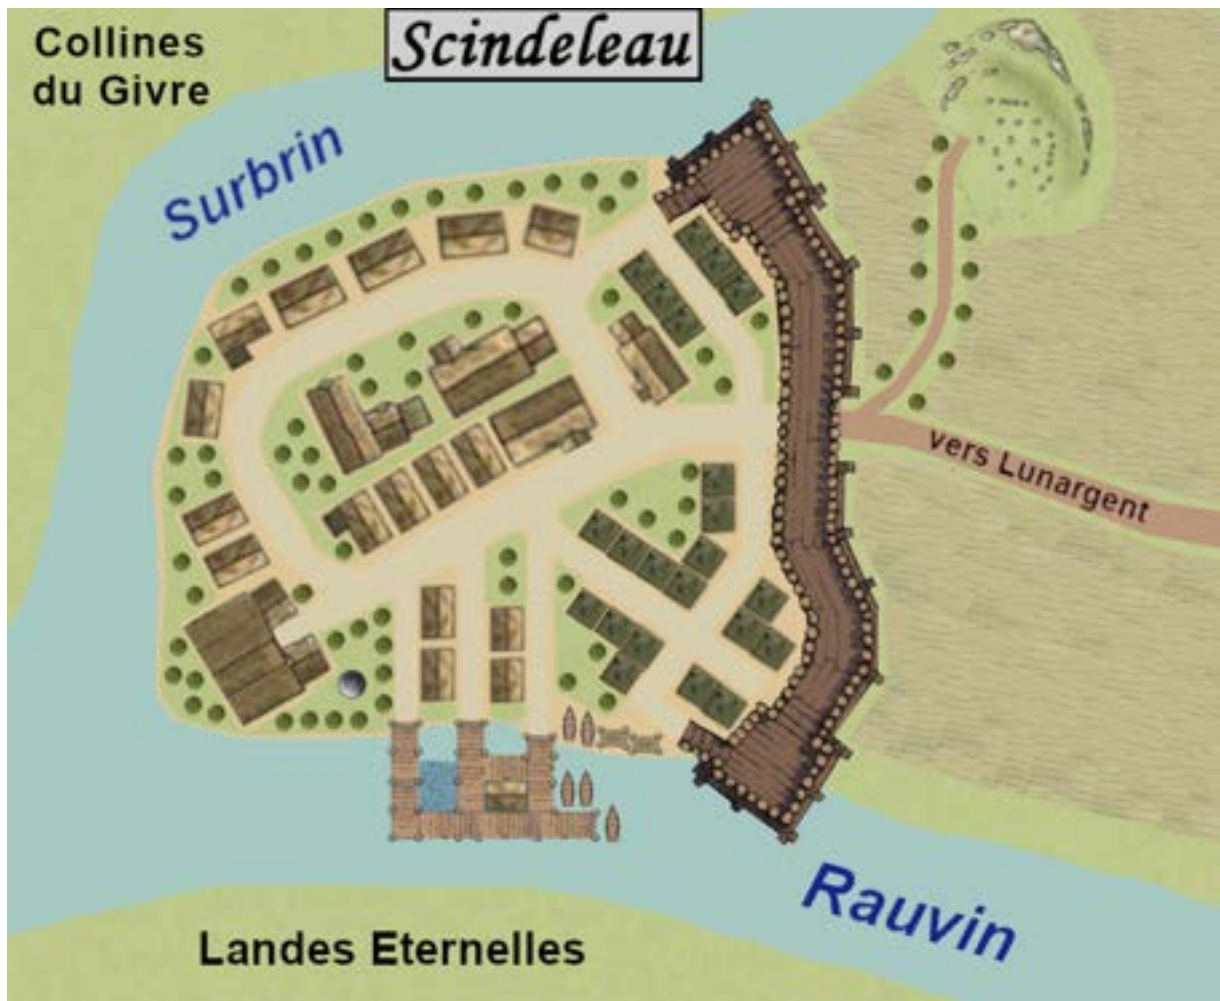 Scindeleau
Collines
du Givre
Surbrin
vers Lunargent
Rauvin
Landes Eternelles